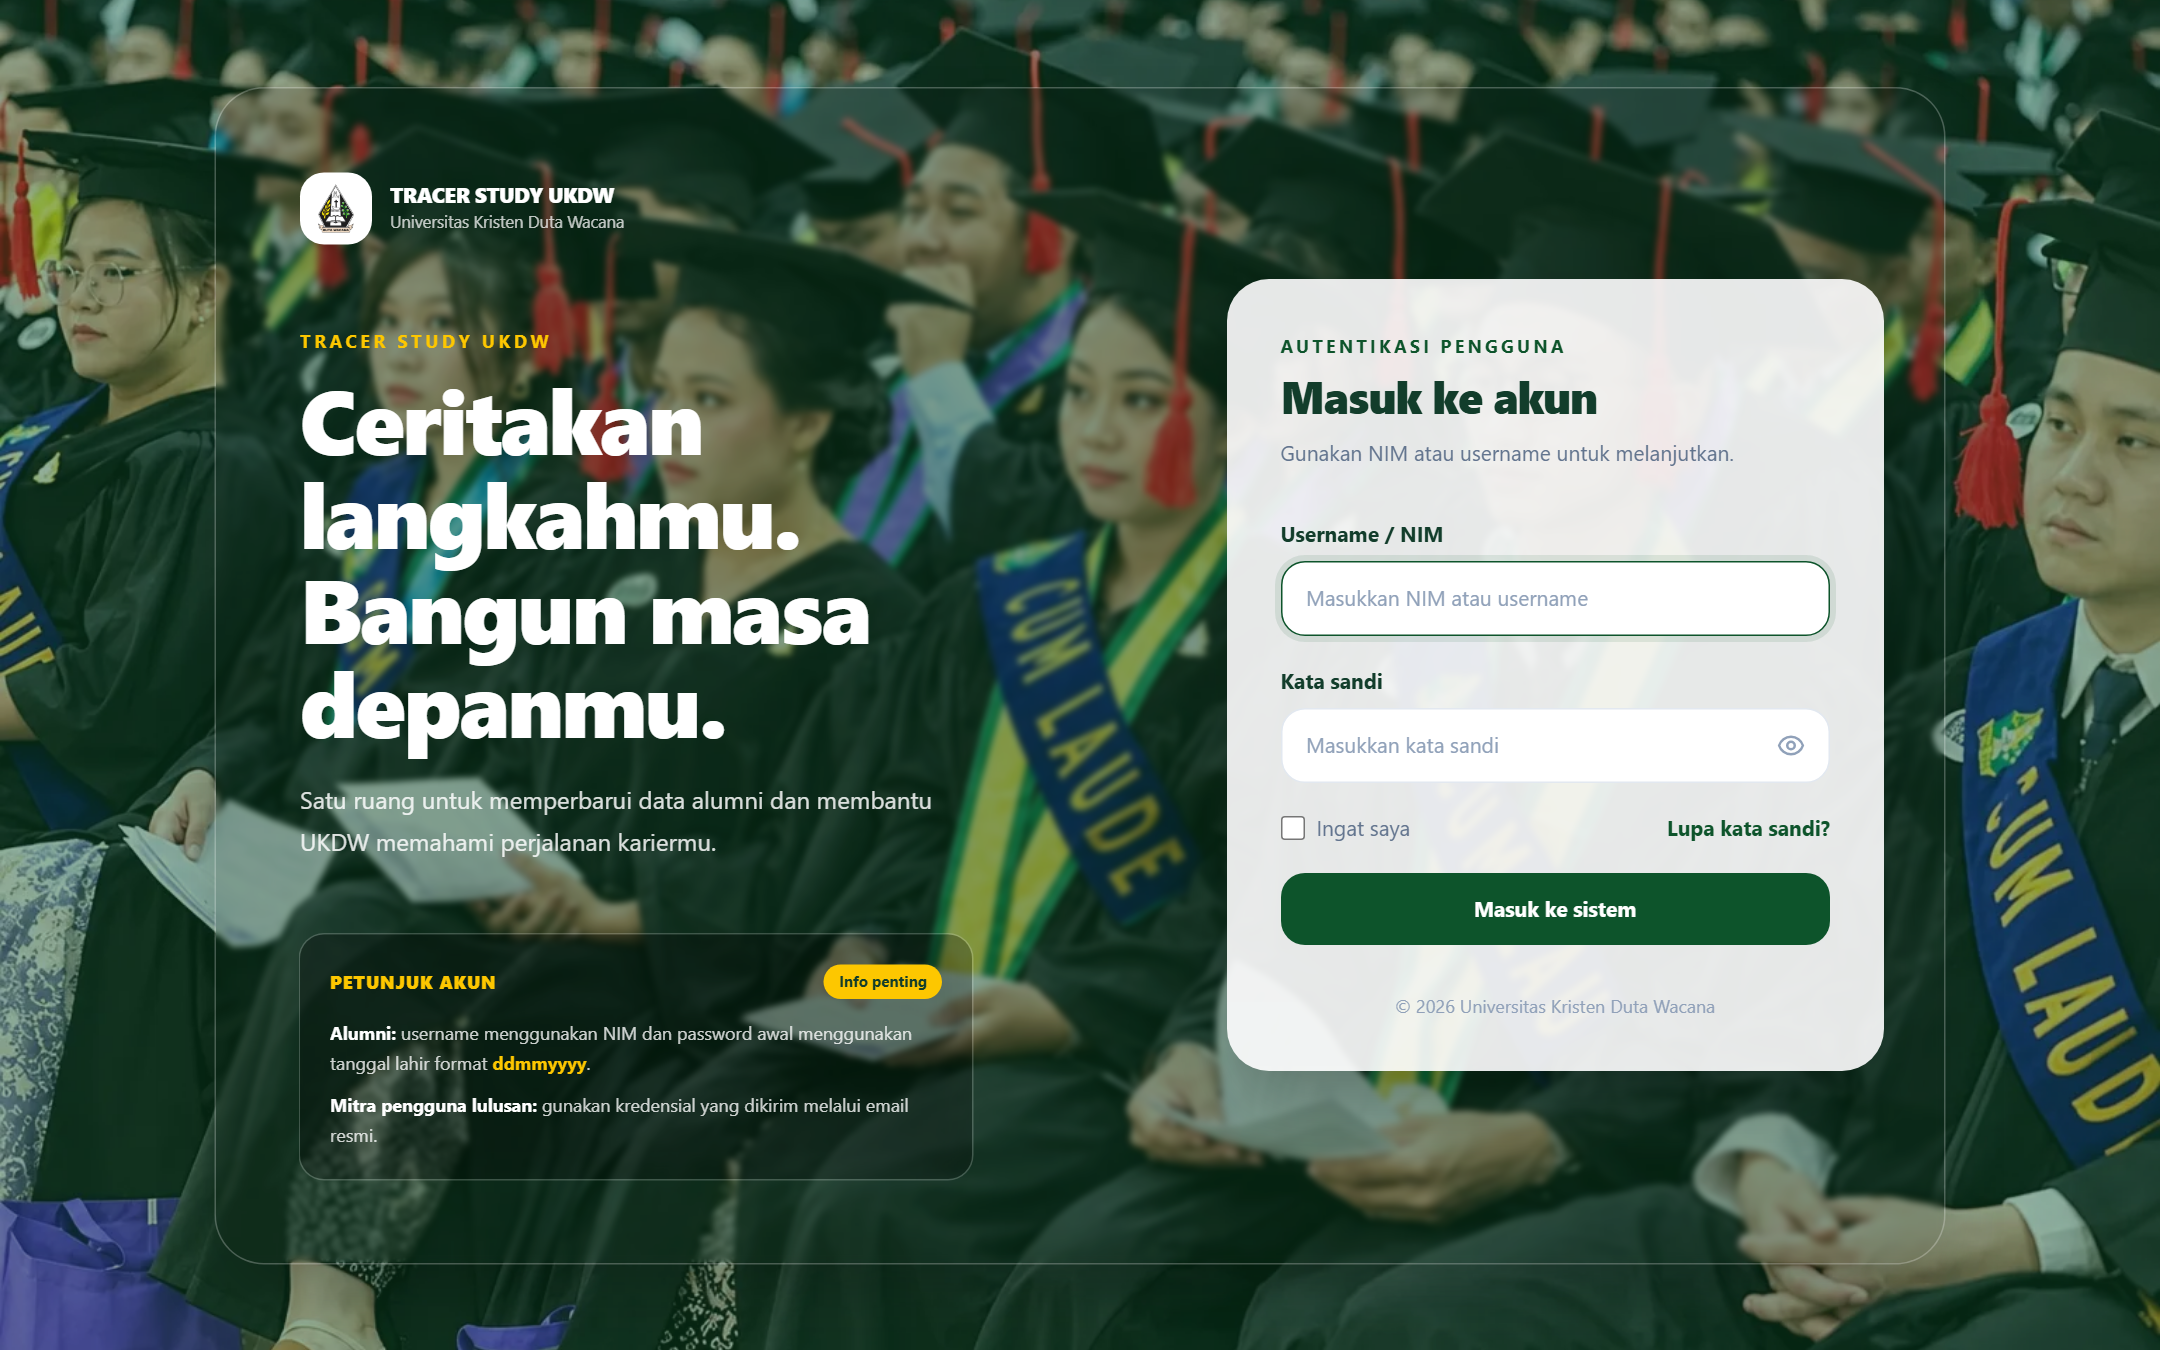 TRACER STUDY UKDW
Universitas Kristen Duta Wacana
TRACER STUDY UKDW
Ceritakan
langkahmu.
Bangun masa
depanmu.
Satu ruang untuk memperbarui data alumni dan membantu
UKDW memahami perjalanan kariermu.
PETUNJUK AKUN
Info penting
Alumni: username menggunakan NIM dan password awal menggunakan
tanggal lahir format ddmmyyyy.
Mitra pengguna lulusan: gunakan kredensial yang dikirim melalui email
resmi.
AUTENTIKASI PENGGUNA
Masuk ke akun
Gunakan NIM atau username untuk melanjutkan.
Username / NIM
Masukkan NIM atau username
Kata sandi
Masukkan kata sandi
Ingat saya
Lupa kata sandi?
Masuk ke sistem
© 2026 Universitas Kristen Duta Wacana
CUM LAUDE
CUM LAUD